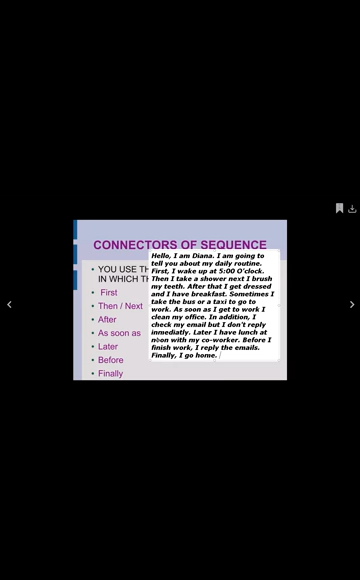 CONNECTORS OF SEQUENCE
YOU USE TH
IN WHICH TH
First
Then / Next
After
As soon as
Later
Before
Finally
Hello, I am Diana. I am going to
tell you about my daily routine.
First, I wake up at 5:00 O'clock.
Then I take a shower next I brush
my teeth. After that I get dressed
and I have breakfast. Sometimes I
take the bus or a taxi to go to
work. As soon as I get to work I
clean my office. In addition, I
check my email but I don't reply
inmediatly. Later I have lunch at
noon with my co-worker. Before I
finish work, I reply the emails.
Finally, I go home.